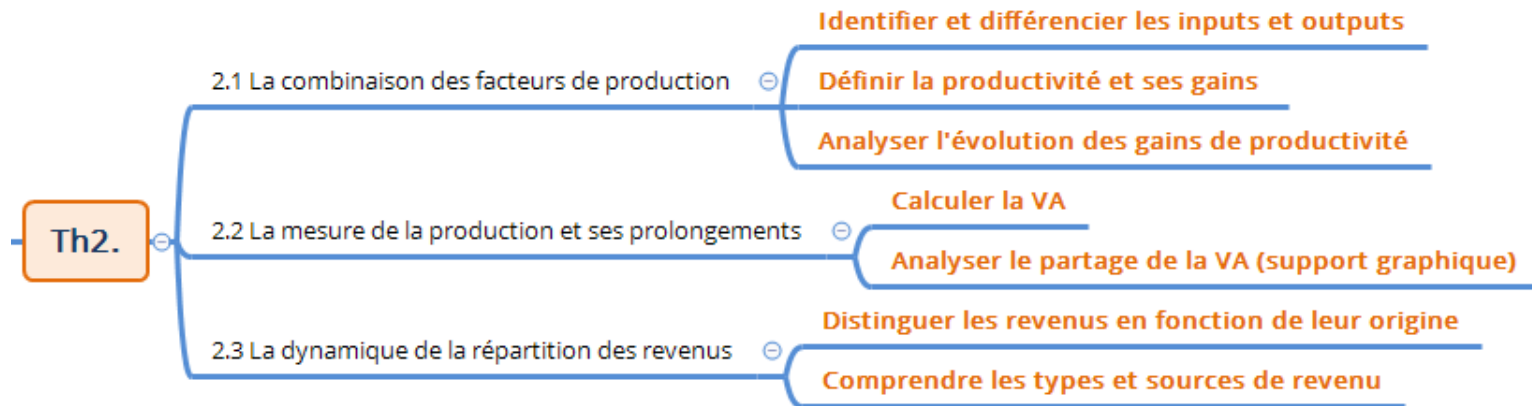 Th2.
2.1 La combinaison des facteurs de production
Identifier et différencier les inputs et outputs
Définir la productivité et ses gains
Analyser l'évolution des gains de productivité
2.2 La mesure de la production et ses prolongements
Calculer la VA
Analyser le partage de la VA (support graphique)
2.3 La dynamique de la répartition des revenus
Distinguer les revenus en fonction de leur origine
Comprendre les types et sources de revenu